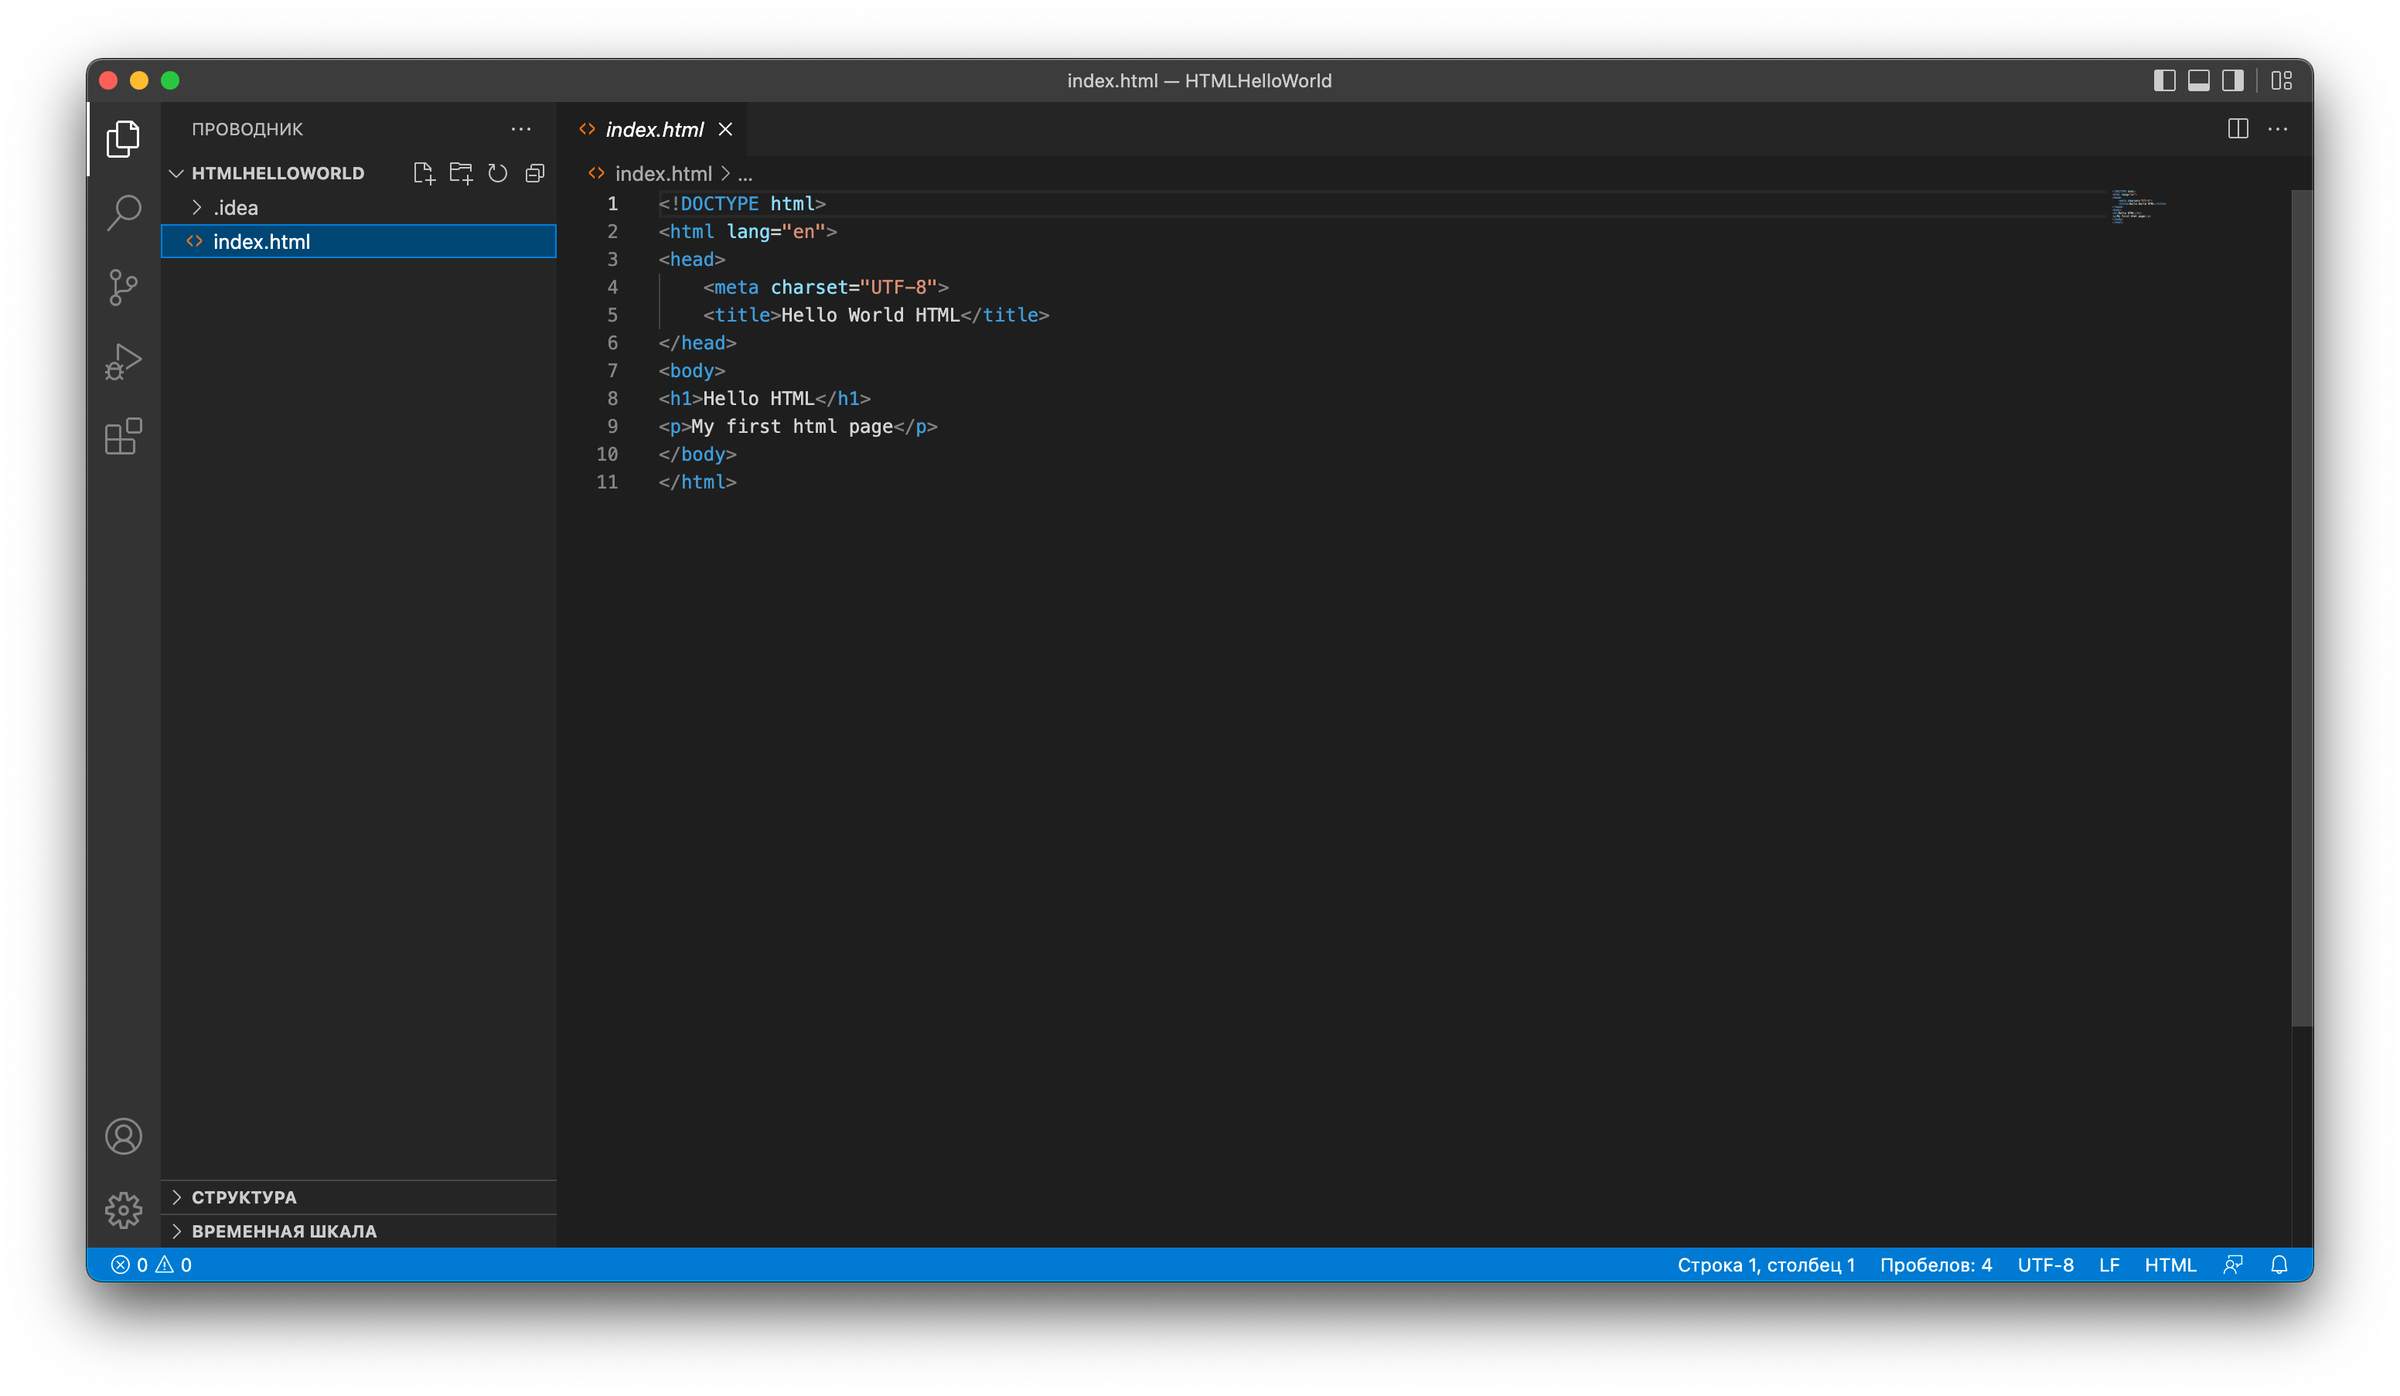 index.html — HTMLHelloWorld
ПРОВОДНИК
HTMLHELLOWORLD
.idea
index.html
СТРУКТУРА
ВРЕМЕННАЯ ШКАЛА
index.html
index.html > ...
1 <!DOCTYPE html>
2 <html lang="en">
3 <head>
4     <meta charset="UTF-8">
5     <title>Hello World HTML</title>
6 </head>
7 <body>
8 <h1>Hello HTML</h1>
9 <p>My first html page</p>
10 </body>
11 </html>
0 0 Строка 1, столбец 1 Пробелов: 4 UTF-8 LF HTML